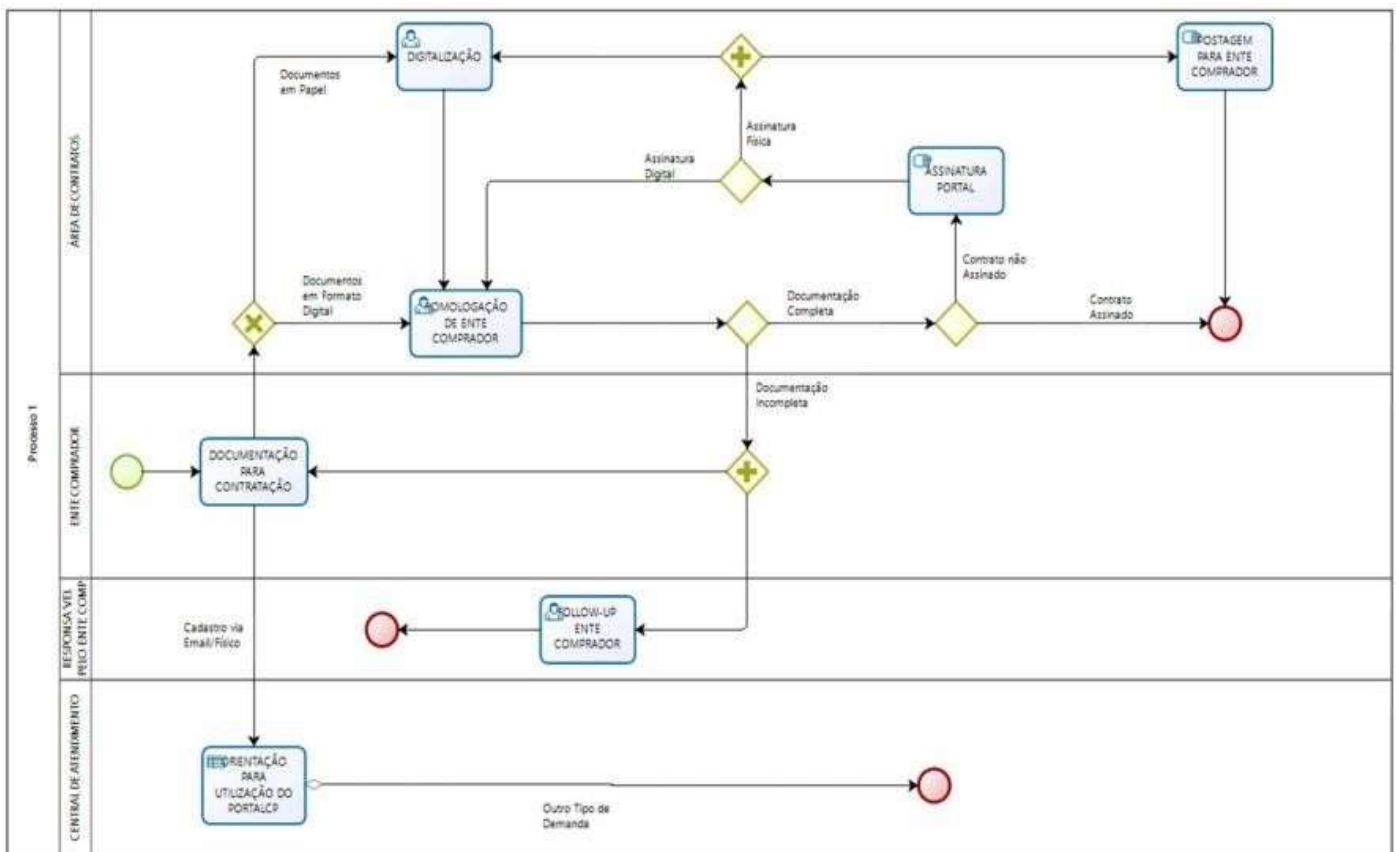 Processo 1
ÁREA DE CONTRATOS
DIGITALIZAÇÃO
POSTAGEM
PARA ENTE
COMPRADOR
Documentos
em Papel
Assinatura
Física
Assinatura
Digital
ASSINATURA
PORTAL
Contrato não
Assinado
Documentos
em Formato
Digital
HOMOLOGAÇÃO
DE ENTE
COMPRADOR
Documentação
Completa
Contrato
Assinado
ENTE COMPRADOR
Documentação
Incompleta
DOCUMENTAÇÃO
PARA
CONTRATAÇÃO
RESPONSAVEL
PELO ENTE COMP
Cadastro via
Email/Físico
FOLLOW-UP
ENTE
COMPRADOR
CENTRAL DE ATENDIMENTO
ORIENTAÇÃO
PARA
UTILIZAÇÃO DO
PORTALCP
Outro Tipo de
Demanda